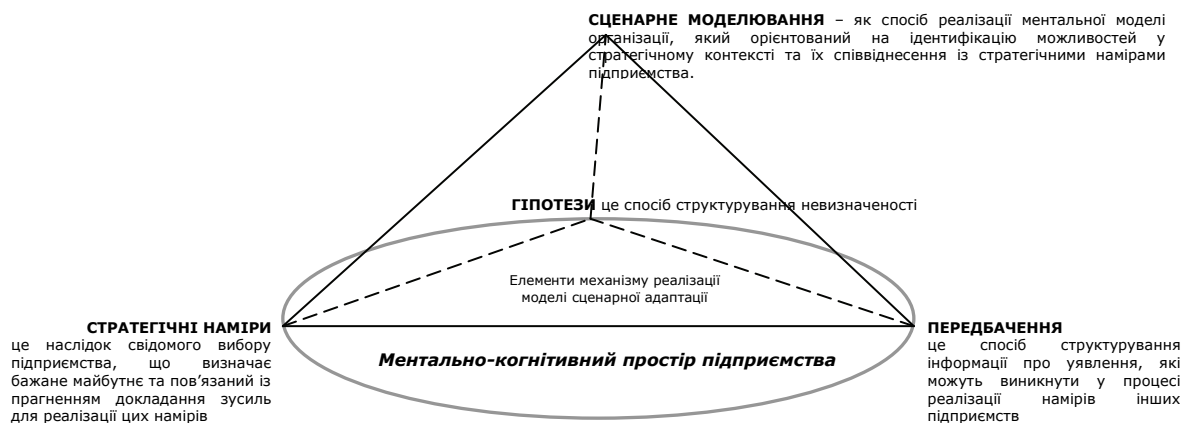 СЦЕНАРНЕ МОДЕЛЮВАННЯ – як спосіб реалізації ментальної моделі
організації, який орієнтований на ідентифікацію можливостей у
стратегічному контексті та їх співвіднесення із стратегічними намірами
підприємства.
ГІПОТЕЗИ це спосіб структурування невизначеності
Елементи механізму реалізації
моделі сценарної адаптації
СТРАТЕГІЧНІ НАМІРИ
це наслідок свідомого вибору
підприємства, що визначає
бажане майбутнє та пов’язаний із
прагненням докладання зусиль
для реалізації цих намірів
Ментально-когнітивний простір підприємства
ПЕРЕДБАЧЕННЯ
це спосіб структурування
інформації про уявлення, які
можуть виникнути у процесі
реалізації намірів інших
підприємств